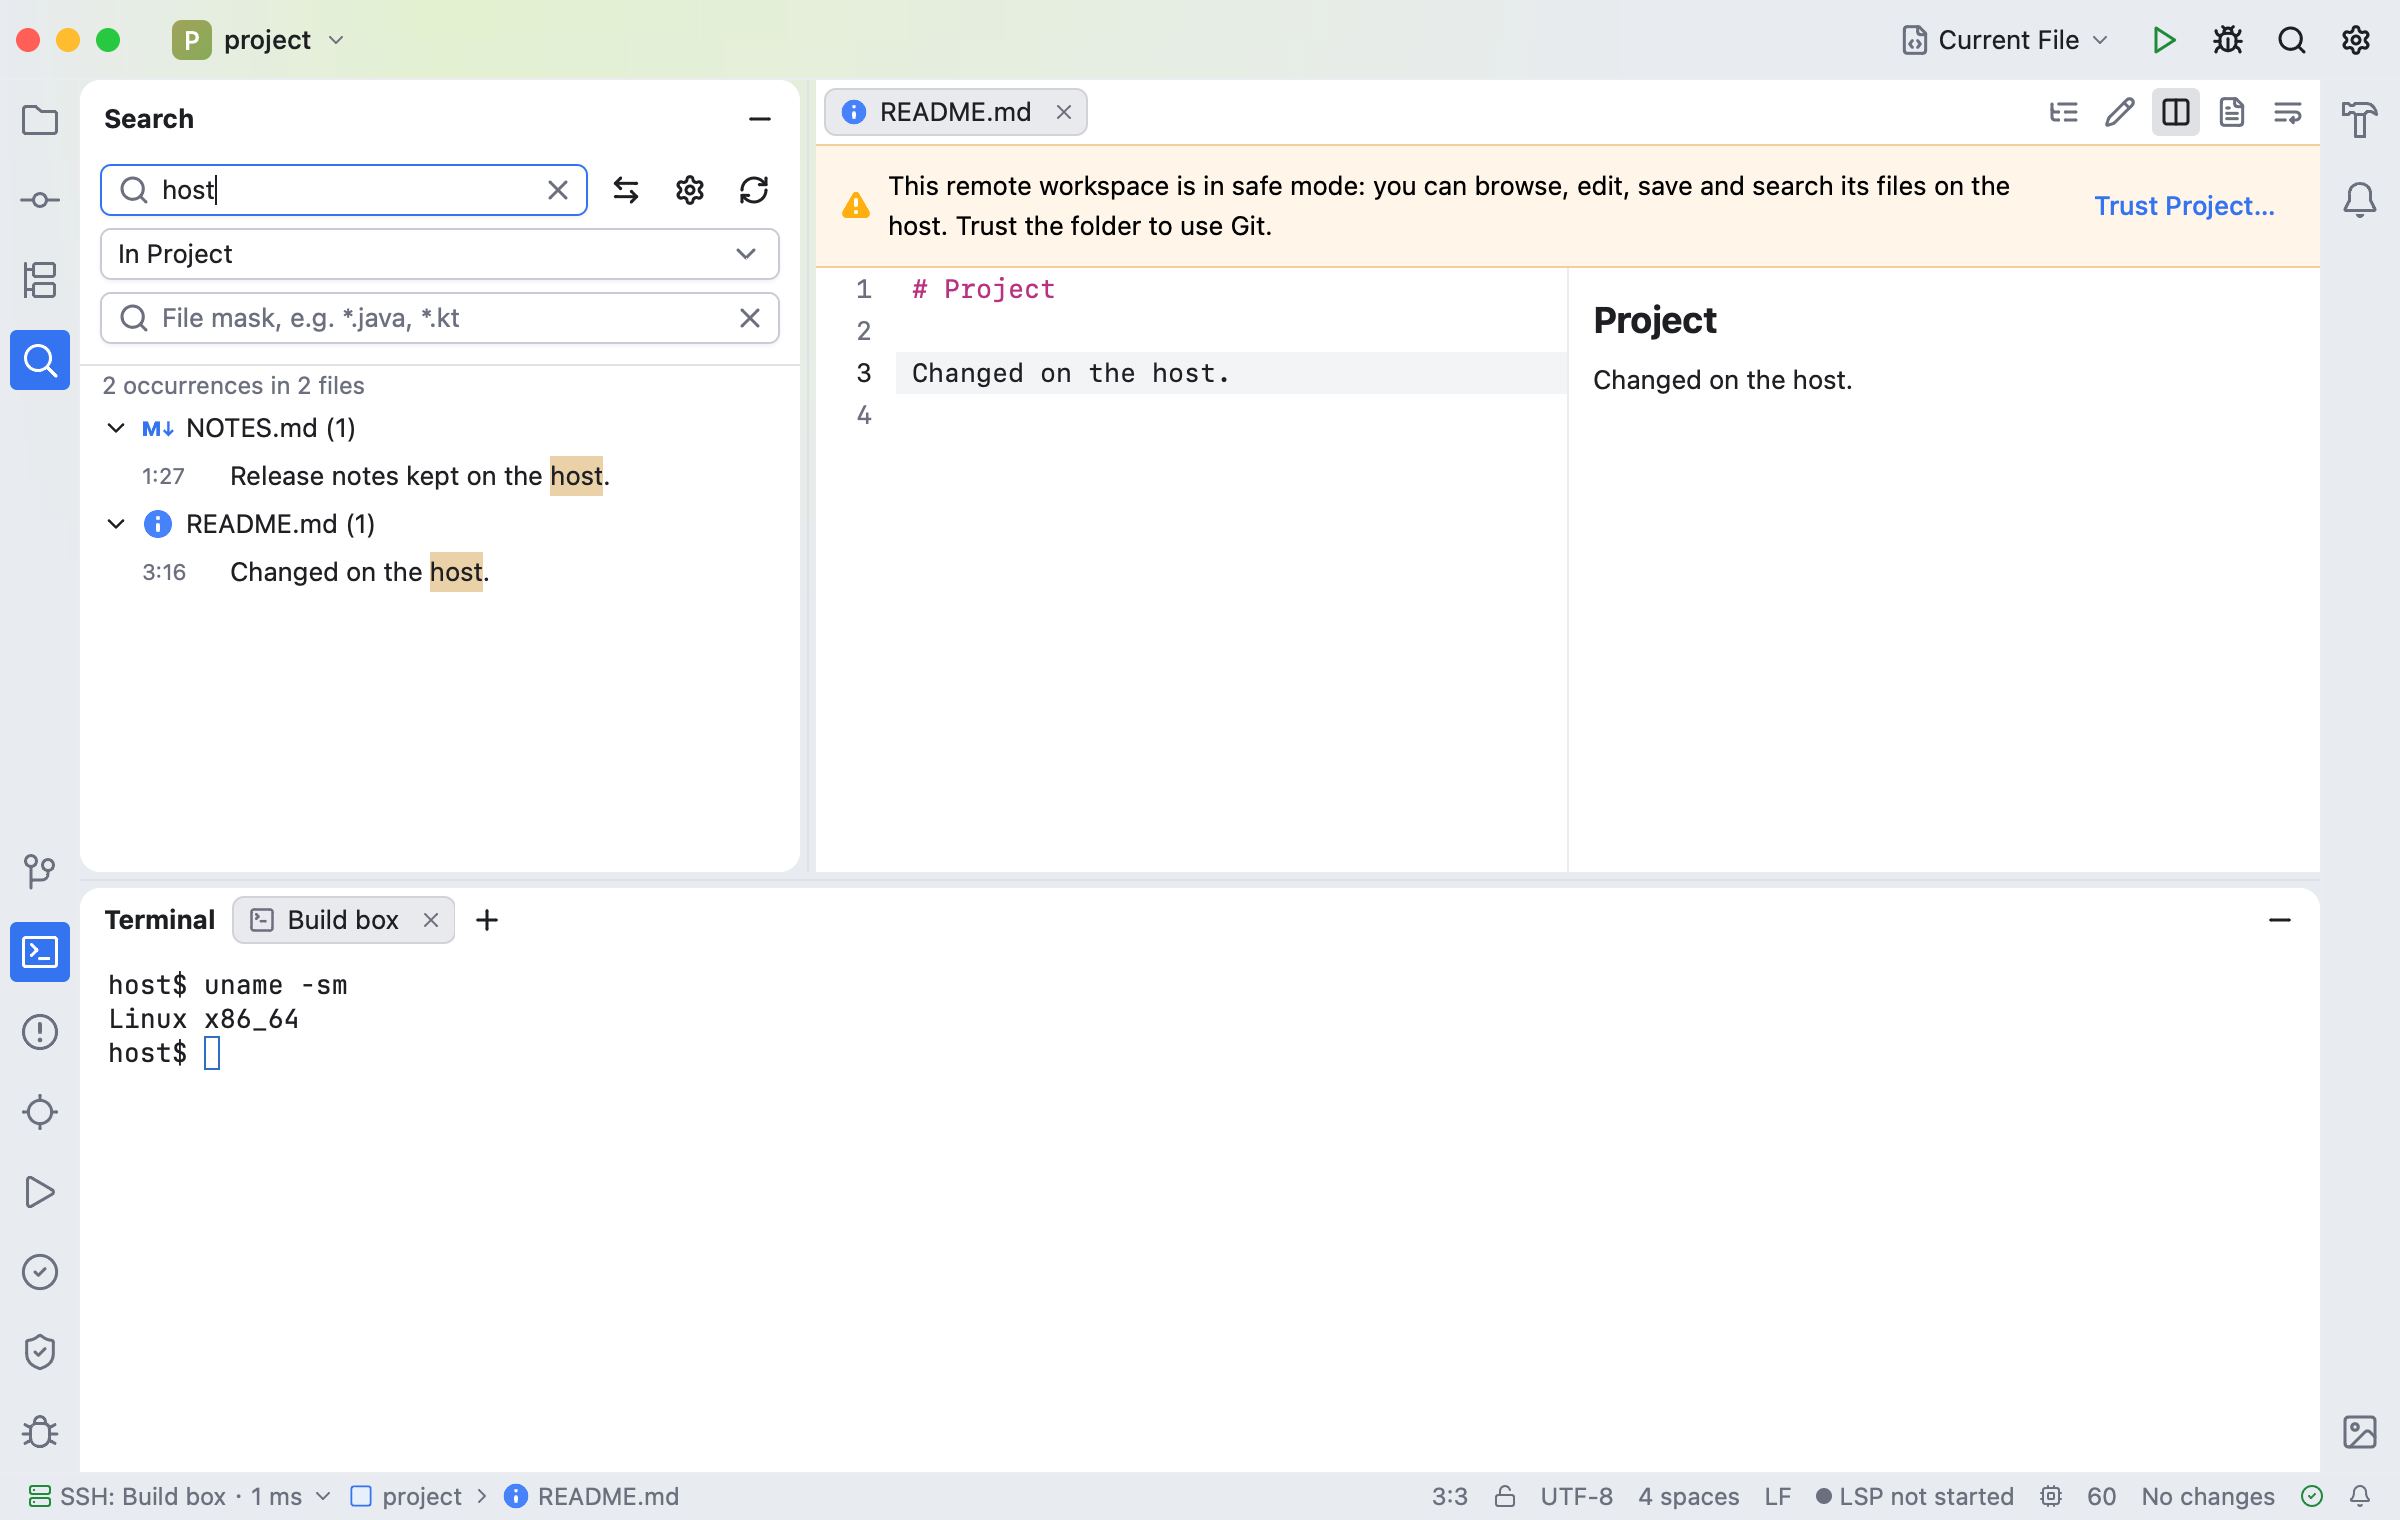 P project
Current File
Search
host
In Project
File mask, e.g. *.java, *.kt
2 occurrences in 2 files
M↓ NOTES.md (1)
1:27 Release notes kept on the host.
README.md (1)
3:16 Changed on the host.
README.md
This remote workspace is in safe mode: you can browse, edit, save and search its files on the
host. Trust the folder to use Git.
Trust Project...
1 # Project
2
3 Changed on the host.
4
Project
Changed on the host.
Terminal Build box
host$ uname -sm
Linux x86_64
host$
SSH: Build box · 1 ms project README.md 3:3 UTF-8 4 spaces LF LSP not started 60 No changes